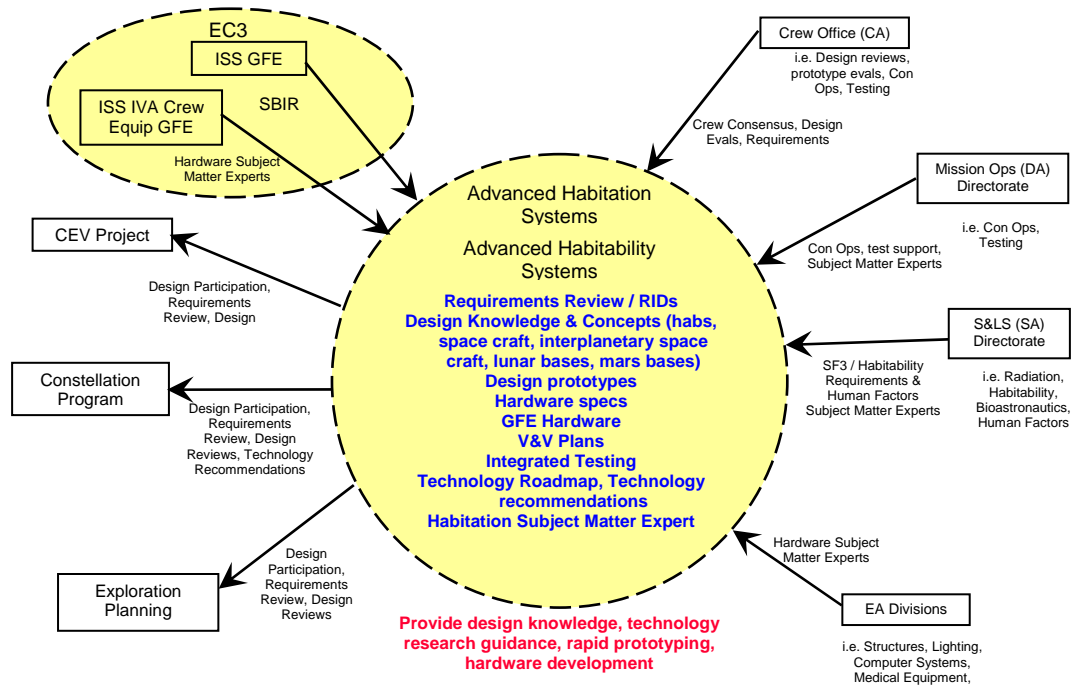 EC3
ISS GFE
SBIR
ISS IVA Crew
Equip GFE
Hardware Subject
Matter Experts
Crew Office (CA)
i.e. Design reviews,
prototype evals, Con
Ops, Testing
Crew Consensus, Design
Evals, Requirements
Mission Ops (DA)
Directorate
i.e. Con Ops,
Testing
Con Ops, test support,
Subject Matter Experts
CEV Project
Design Participation,
Requirements
Review, Design
Advanced Habitation
Systems
Advanced Habitability
Systems
Requirements Review / RIDs
Design Knowledge & Concepts (habs,
space craft, interplanetary space
craft, lunar bases, mars bases)
Design prototypes
Hardware specs
GFE Hardware
V&V Plans
Integrated Testing
Technology Roadmap, Technology
recommendations
Habitation Subject Matter Expert
S&LS (SA)
Directorate
SF3 / Habitability
Requirements &
Human Factors
Subject Matter Experts
i.e. Radiation,
Habitability,
Bioastronautics,
Human Factors
Constellation
Program
Design Participation,
Requirements
Review, Design
Reviews, Technology
Recommendations
Exploration
Planning
Design
Participation,
Requirements
Review, Design
Reviews
Hardware Subject
Matter Experts
EA Divisions
i.e. Structures, Lighting,
Computer Systems,
Medical Equipment,
Provide design knowledge, technology
research guidance, rapid prototyping,
hardware development